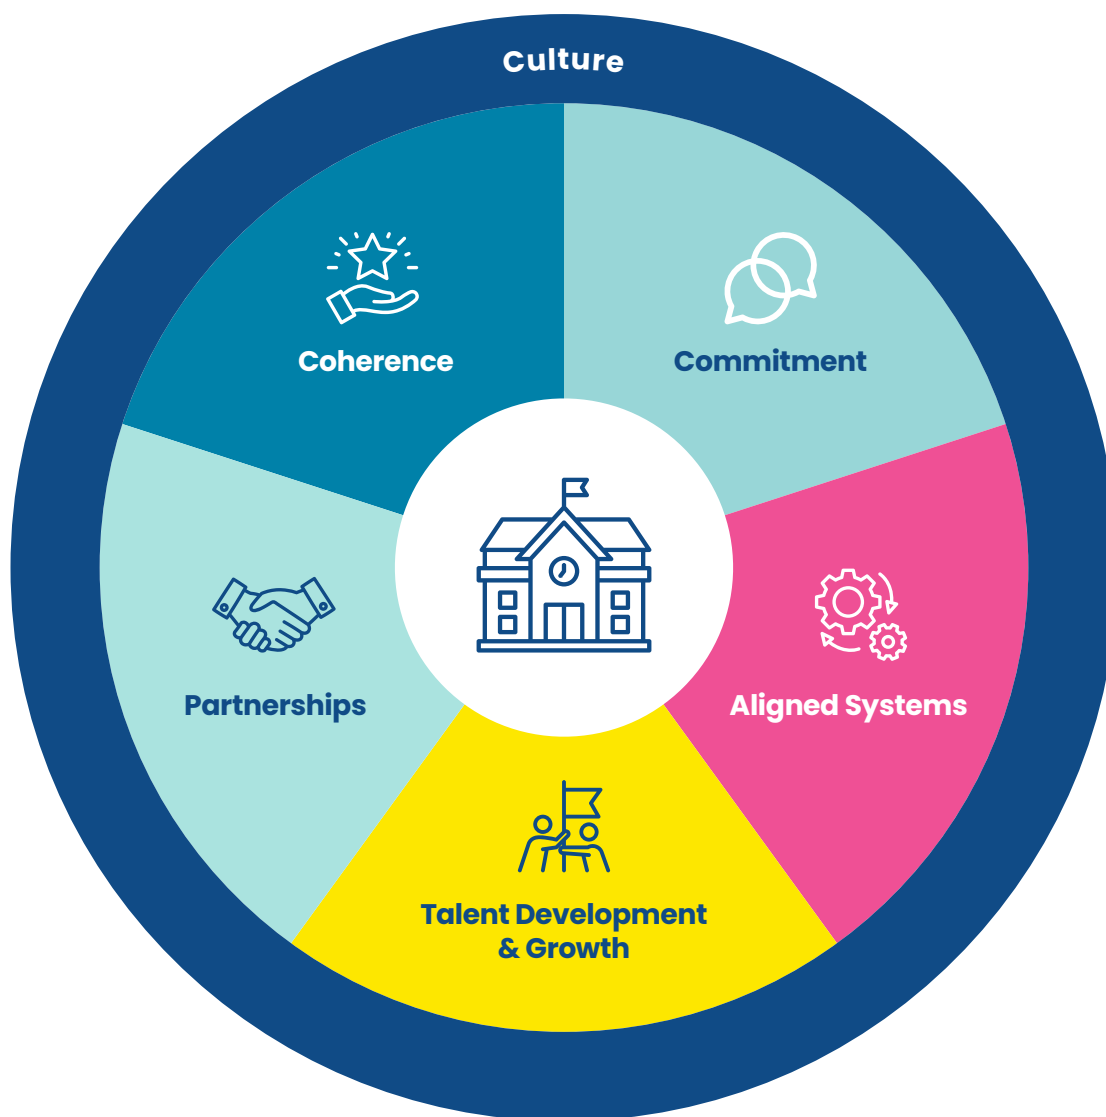 Culture
Coherence
Commitment
Partnerships
Aligned Systems
Talent Development
& Growth